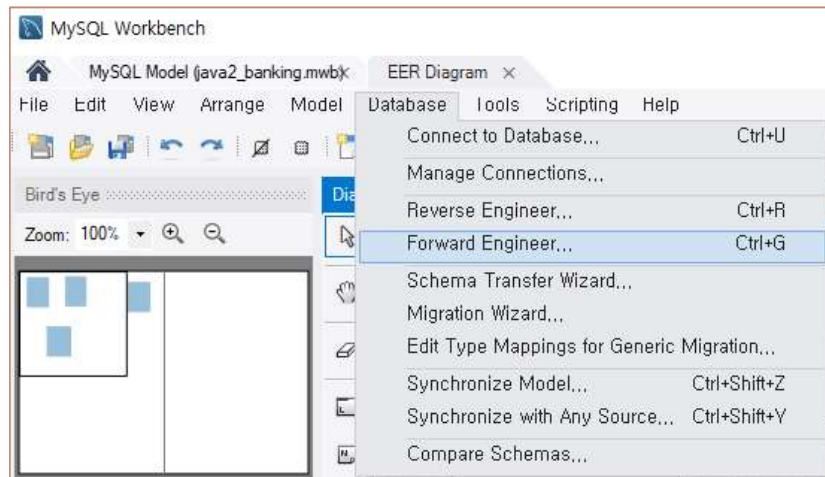 MySQL Workbench
MySQL Model (java2_banking.mwb) × EER Diagram ×
File Edit View Arrange Model Database Tools Scripting Help
Connect to Database... Ctrl+U
Manage Connections...
Bird's Eye Dia
Reverse Engineer... Ctrl+R
Zoom: 100%
Forward Engineer... Ctrl+G
Schema Transfer Wizard...
Migration Wizard...
Edit Type Mappings for Generic Migration...
Synchronize Model... Ctrl+Shift+Z
Synchronize with Any Source... Ctrl+Shift+Y
Compare Schemas...